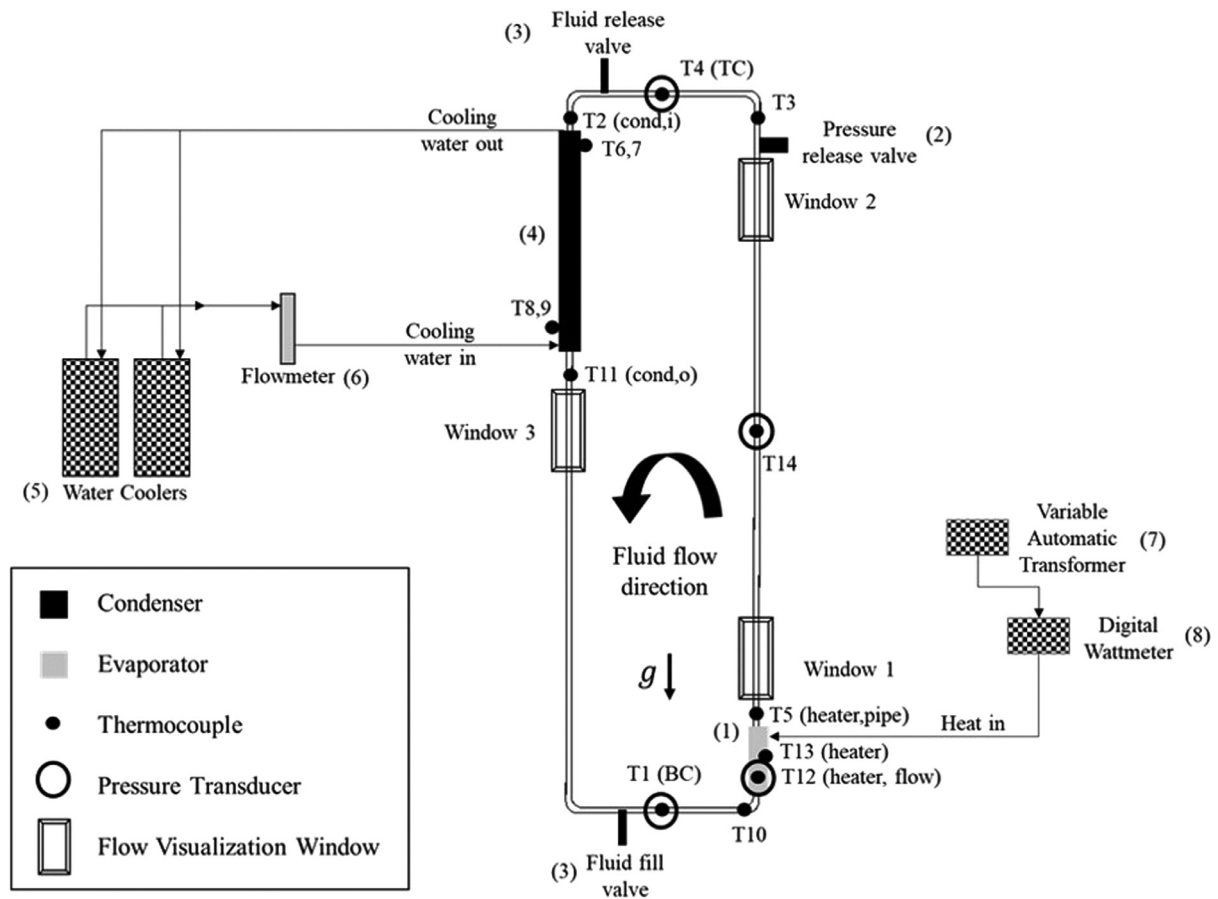 Fluid release
valve
(3)
T4 (TC)
T3
T2 (cond,i)
T6,7
Cooling
water out
Pressure
release valve
(2)
Window 2
(4)
T8,9
Cooling
water in
Flowmeter (6)
T11 (cond,o)
Window 3
T14
(5) Water Coolers
Fluid flow
direction
g
Variable
Automatic
Transformer
(7)
Digital
Wattmeter
(8)
Window 1
T5 (heater,pipe)
Heat in
(1)
T13 (heater)
T12 (heater, flow)
T1 (BC)
T10
(3)
Fluid fill
valve
Condenser
Evaporator
Thermocouple
Pressure Transducer
Flow Visualization Window